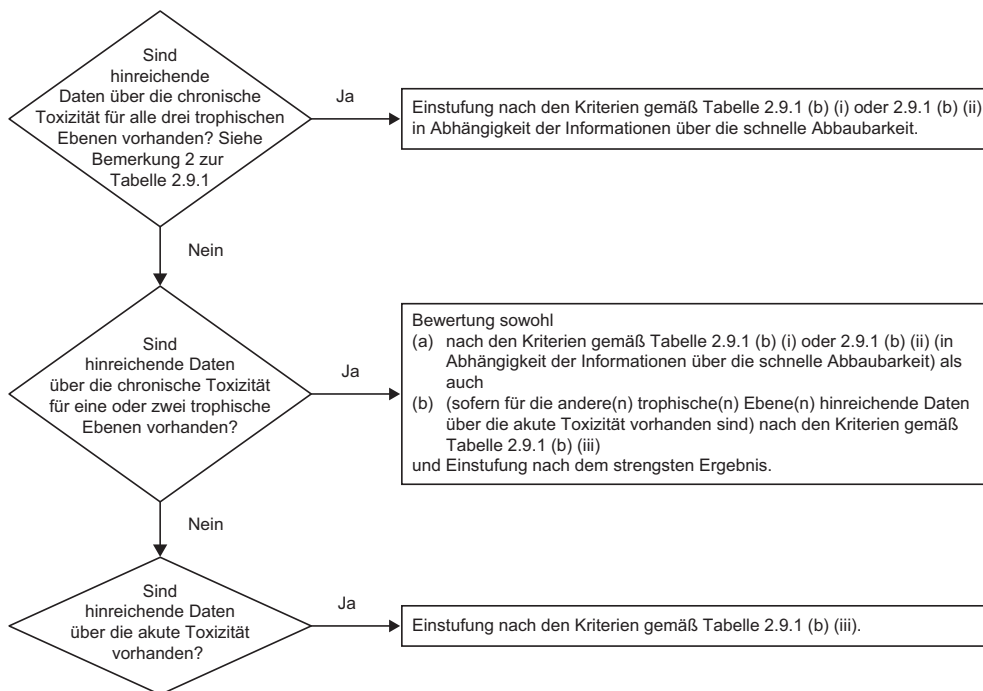 Sind
hinreichende
Daten über die chronische
Toxizität für alle drei trophischen
Ebenen vorhanden? Siehe
Bemerkung 2 zur
Tabelle 2.9.1
Ja
Einstufung nach den Kriterien gemäß Tabelle 2.9.1 (b) (i) oder 2.9.1 (b) (ii)
in Abhängigkeit der Informationen über die schnelle Abbaubarkeit.
Nein
Sind
hinreichende Daten
über die chronische Toxizität
für eine oder zwei trophische
Ebenen vorhanden?
Ja
Bewertung sowohl
(a) nach den Kriterien gemäß Tabelle 2.9.1 (b) (i) oder 2.9.1 (b) (ii) (in
Abhängigkeit der Informationen über die schnelle Abbaubarkeit) als
auch
(b) (sofern für die andere(n) trophische(n) Ebene(n) hinreichende Daten
über die akute Toxizität vorhanden sind) nach den Kriterien gemäß
Tabelle 2.9.1 (b) (iii)
und Einstufung nach dem strengsten Ergebnis.
Nein
Sind
hinreichende Daten
über die akute Toxizität
vorhanden?
Ja
Einstufung nach den Kriterien gemäß Tabelle 2.9.1 (b) (iii).